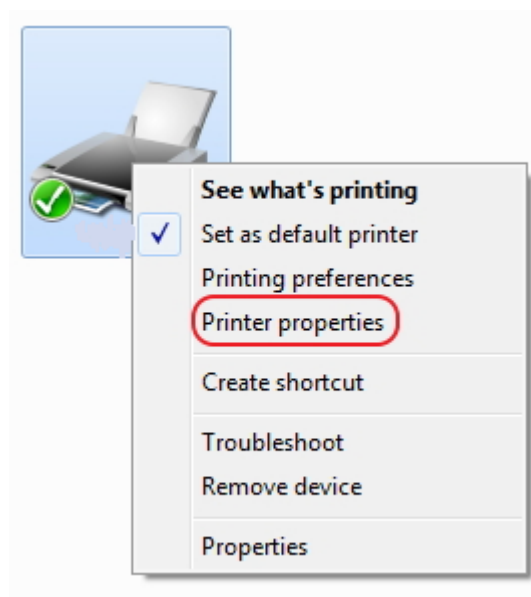 See what's printing
Set as default printer
Printing preferences
Printer properties
Create shortcut
Troubleshoot
Remove device
Properties